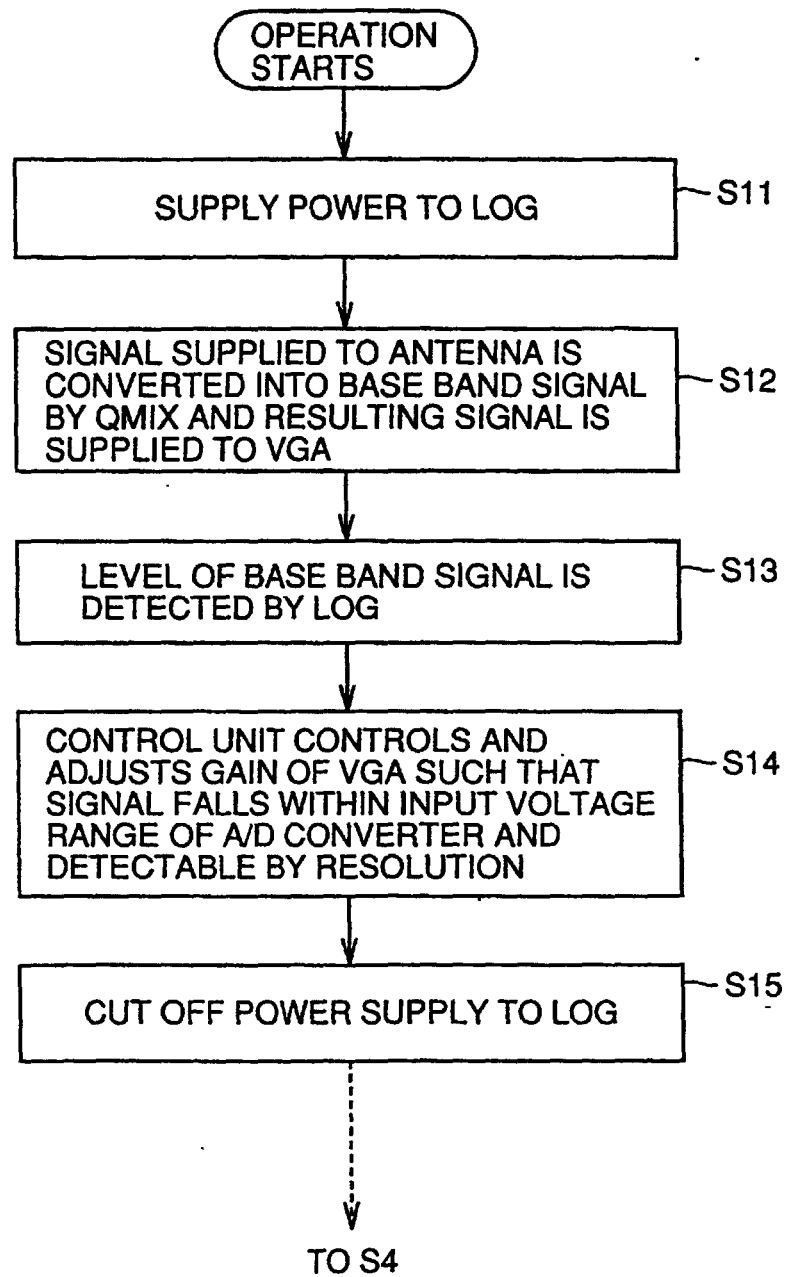 OPERATION
STARTS
SUPPLY POWER TO LOG
S11
SIGNAL SUPPLIED TO ANTENNA IS
CONVERTED INTO BASE BAND SIGNAL
BY QMIX AND RESULTING SIGNAL IS
SUPPLIED TO VGA
S12
LEVEL OF BASE BAND SIGNAL IS
DETECTED BY LOG
S13
CONTROL UNIT CONTROLS AND
ADJUSTS GAIN OF VGA SUCH THAT
SIGNAL FALLS WITHIN INPUT VOLTAGE
RANGE OF A/D CONVERTER AND
DETECTABLE BY RESOLUTION
S14
CUT OFF POWER SUPPLY TO LOG
S15
TO S4